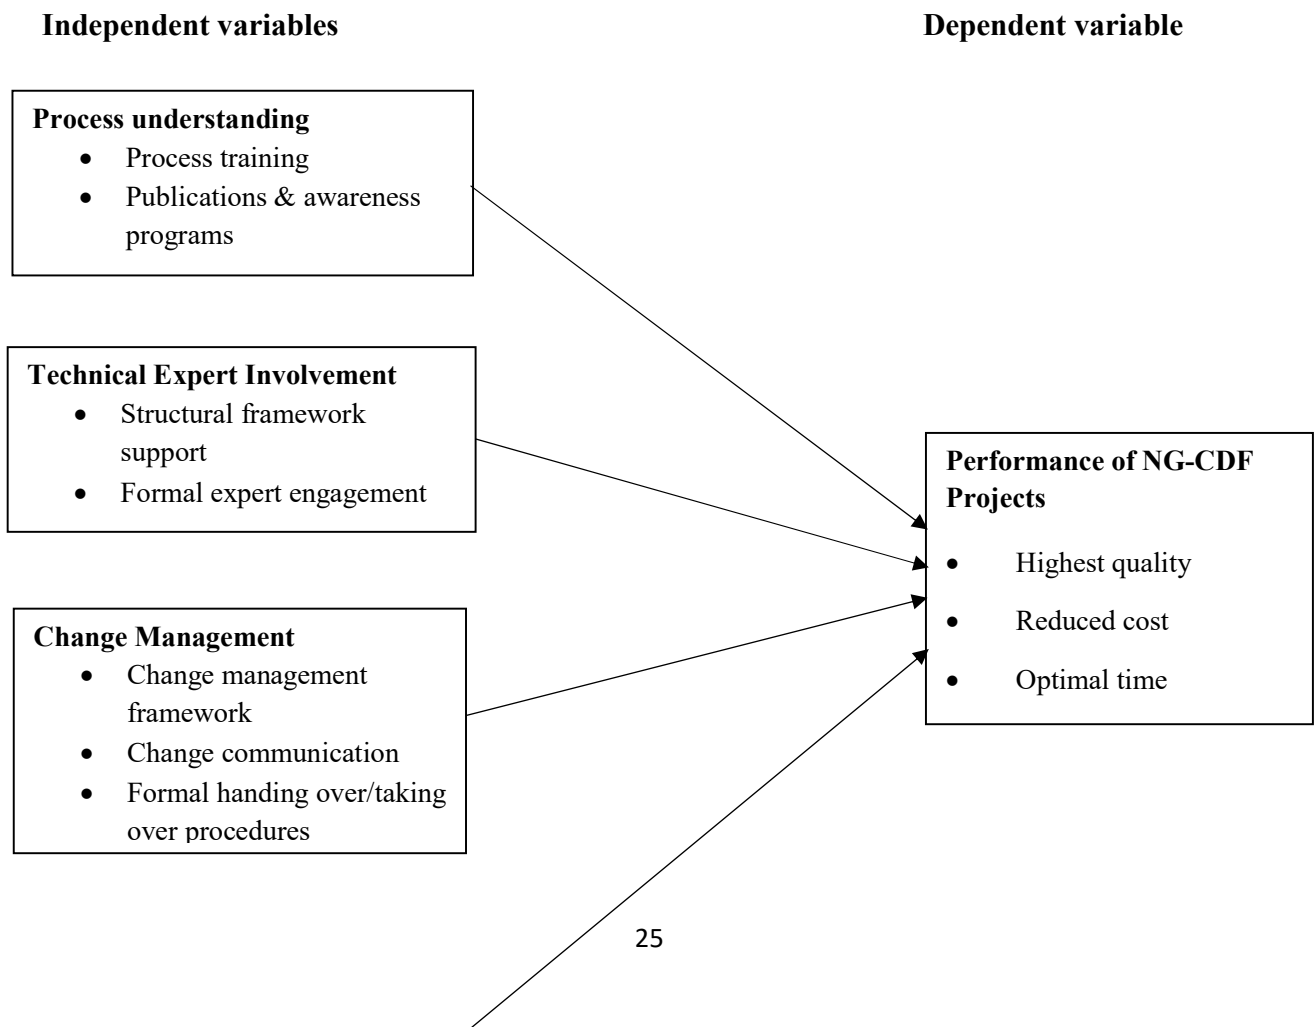 Independent variables
Dependent variable
Process understanding
• Process training
• Publications & awareness
programs
Technical Expert Involvement
• Structural framework
support
• Formal expert engagement
Change Management
• Change management
framework
• Change communication
• Formal handing over/taking
over procedures
Performance of NG-CDF
Projects
• Highest quality
• Reduced cost
• Optimal time
25